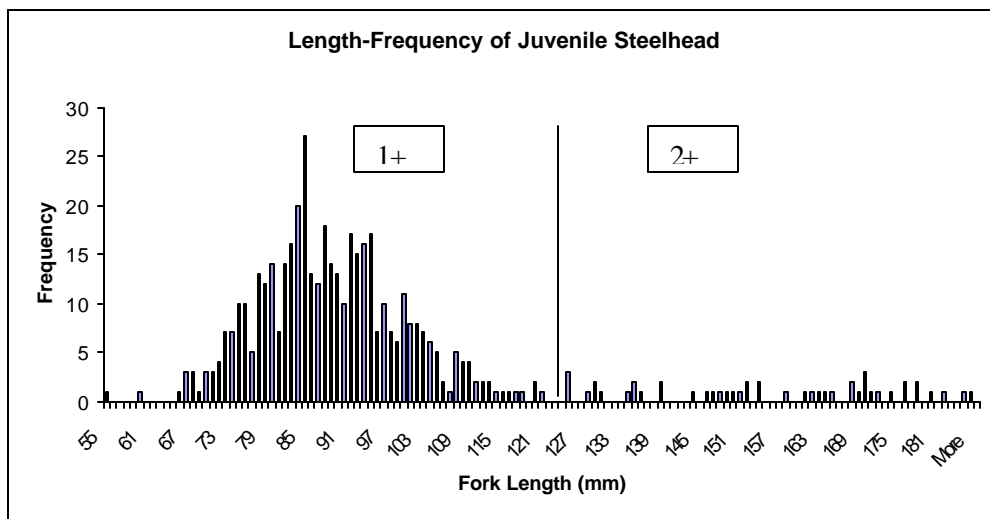 Length-Frequency of Juvenile Steelhead
30
25
20
15
10
5
0
Frequency
1+
2+
55 61 67 73 79 85 91 97 103 109 115 121 127 133 139 145 151 157 163 169 175 181 More
Fork Length (mm)